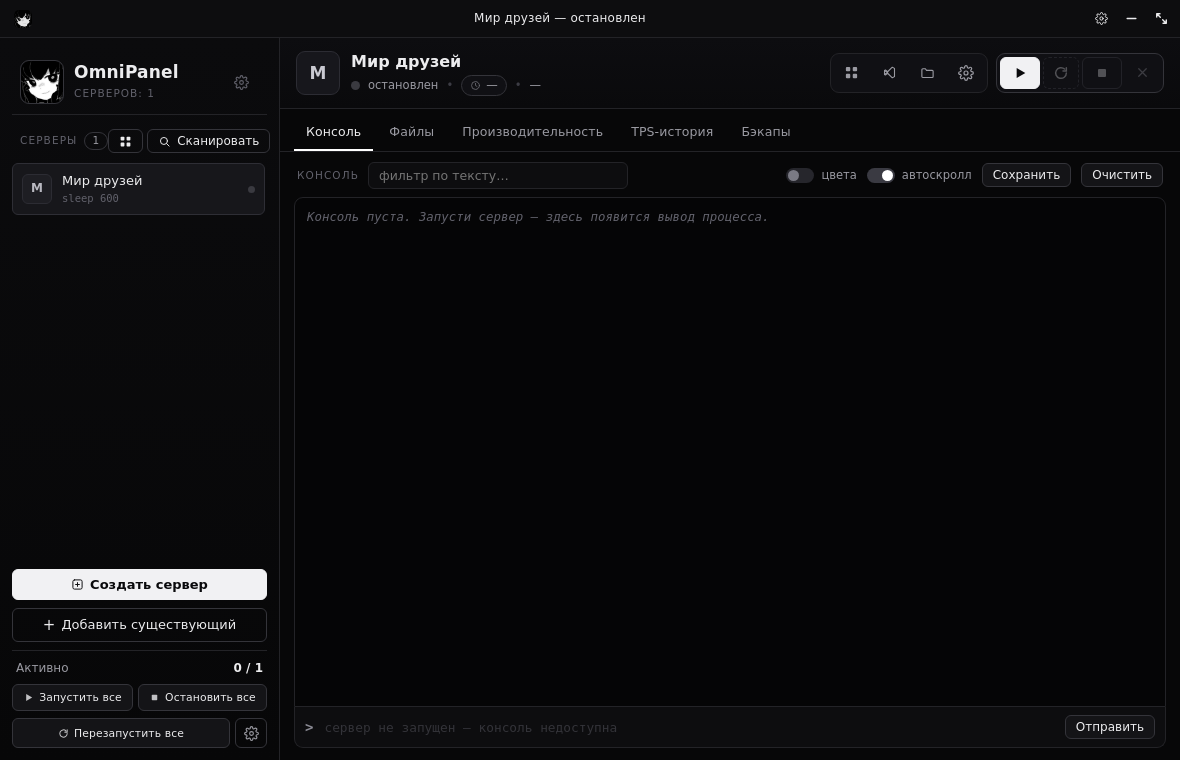 Мир друзей — остановлен
OmniPanel
СЕРВЕРОВ: 1
СЕРВЕРЫ 1 Сканировать
M
Мир друзей
sleep 600
Создать сервер
+ Добавить существующий
Активно 0 / 1
Запустить все Остановить все
Перезапустить все
M
Мир друзей
остановлен • — • —
Консоль Файлы Производительность TPS-история Бэкапы
КОНСОЛЬ фильтр по тексту… цвета автоскролл Сохранить Очистить
Консоль пуста. Запусти сервер — здесь появится вывод процесса.
> сервер не запущен — консоль недоступна Отправить